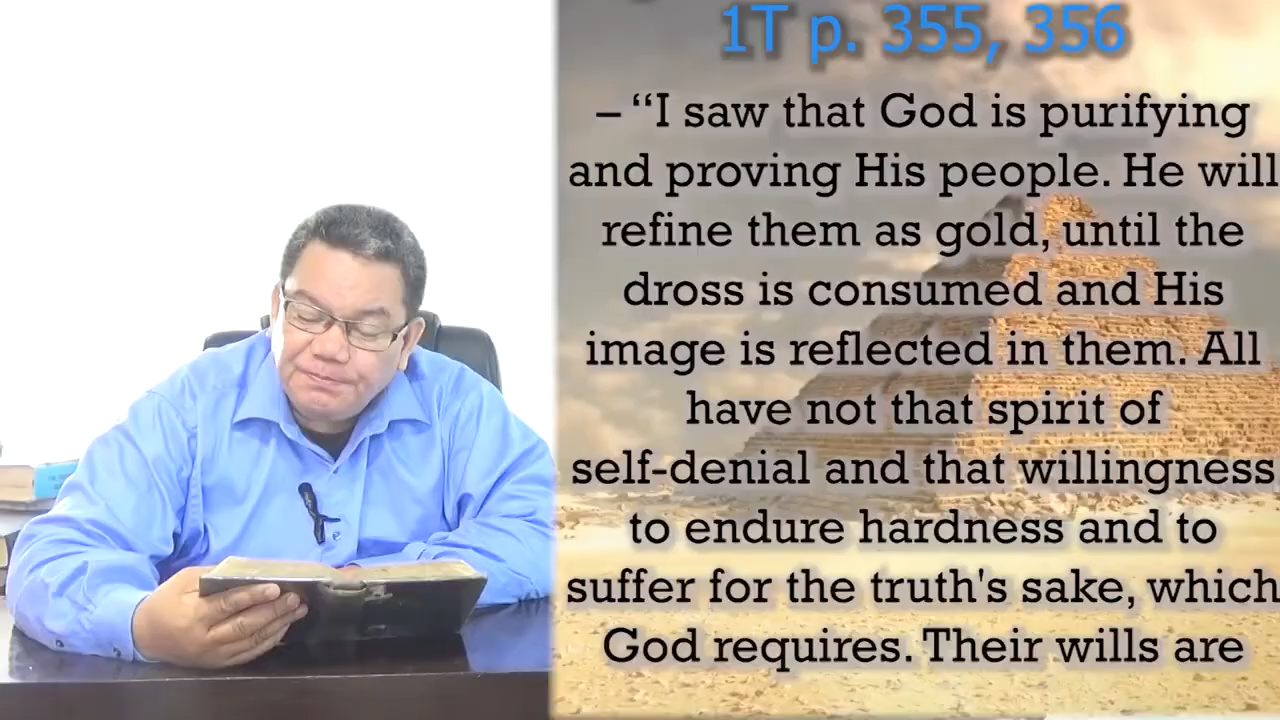 1T p. 355, 356
– “I saw that God is purifying
and proving His people. He will
refine them as gold, until the
dross is consumed and His
image is reflected in them. All
have not that spirit of
self-denial and that willingness
to endure hardness and to
suffer for the truth's sake, which
God requires. Their wills are